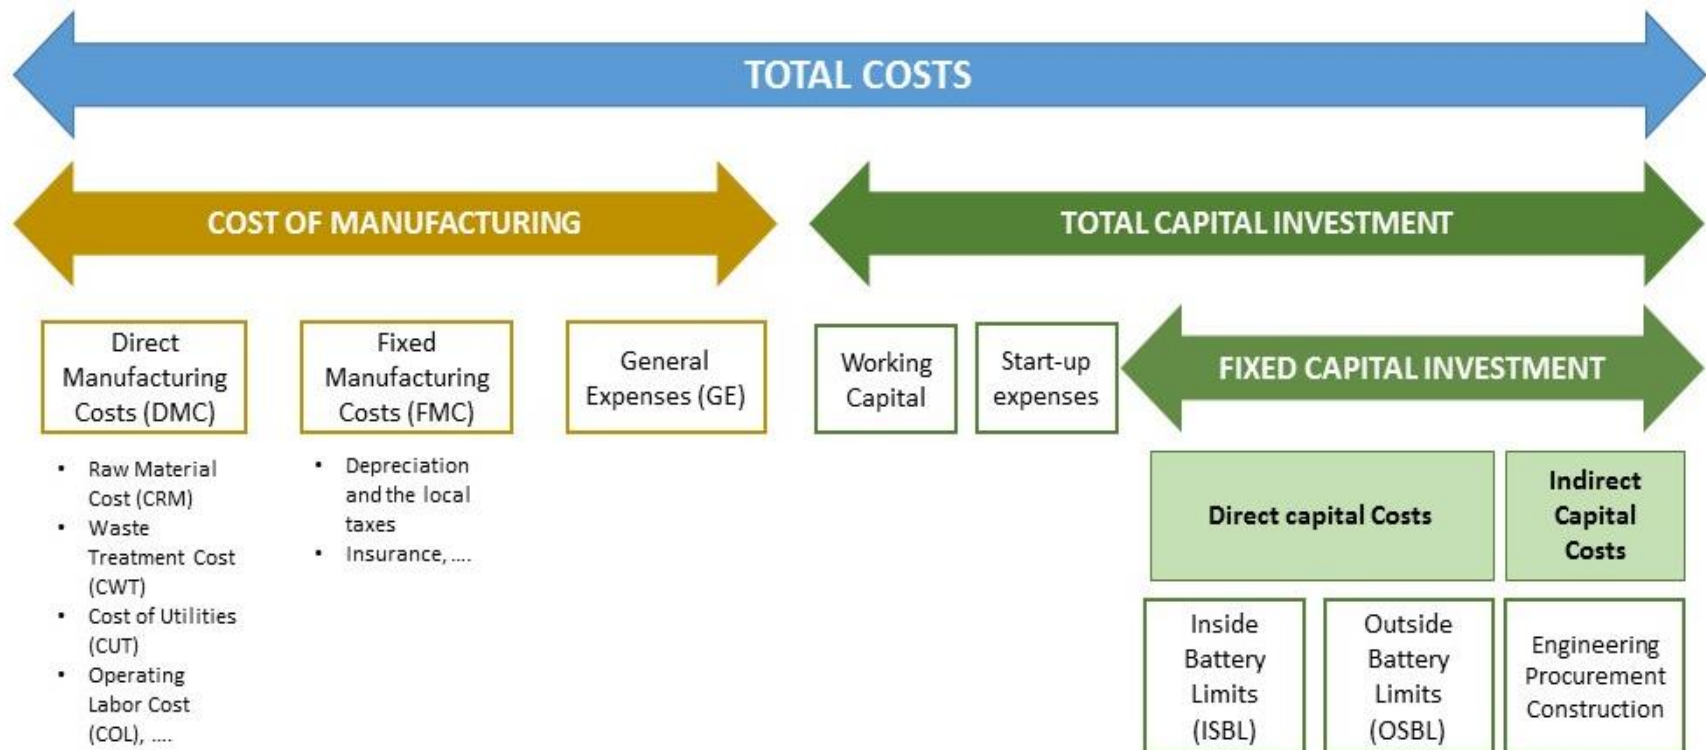 TOTAL COSTS
COST OF MANUFACTURING
TOTAL CAPITAL INVESTMENT
Direct
Manufacturing
Costs (DMC)
Fixed
Manufacturing
Costs (FMC)
General
Expenses (GE)
Working
Capital
Start-up
expenses
FIXED CAPITAL INVESTMENT
• Raw Material
Cost (CRM)
• Waste
Treatment Cost
(CWT)
• Cost of Utilities
(CUT)
• Operating
Labor Cost
(COL), ....
• Depreciation
and the local
taxes
• Insurance, ....
Direct capital Costs
Indirect
Capital
Costs
Inside
Battery
Limits
(ISBL)
Outside
Battery
Limits
(OSBL)
Engineering
Procurement
Construction